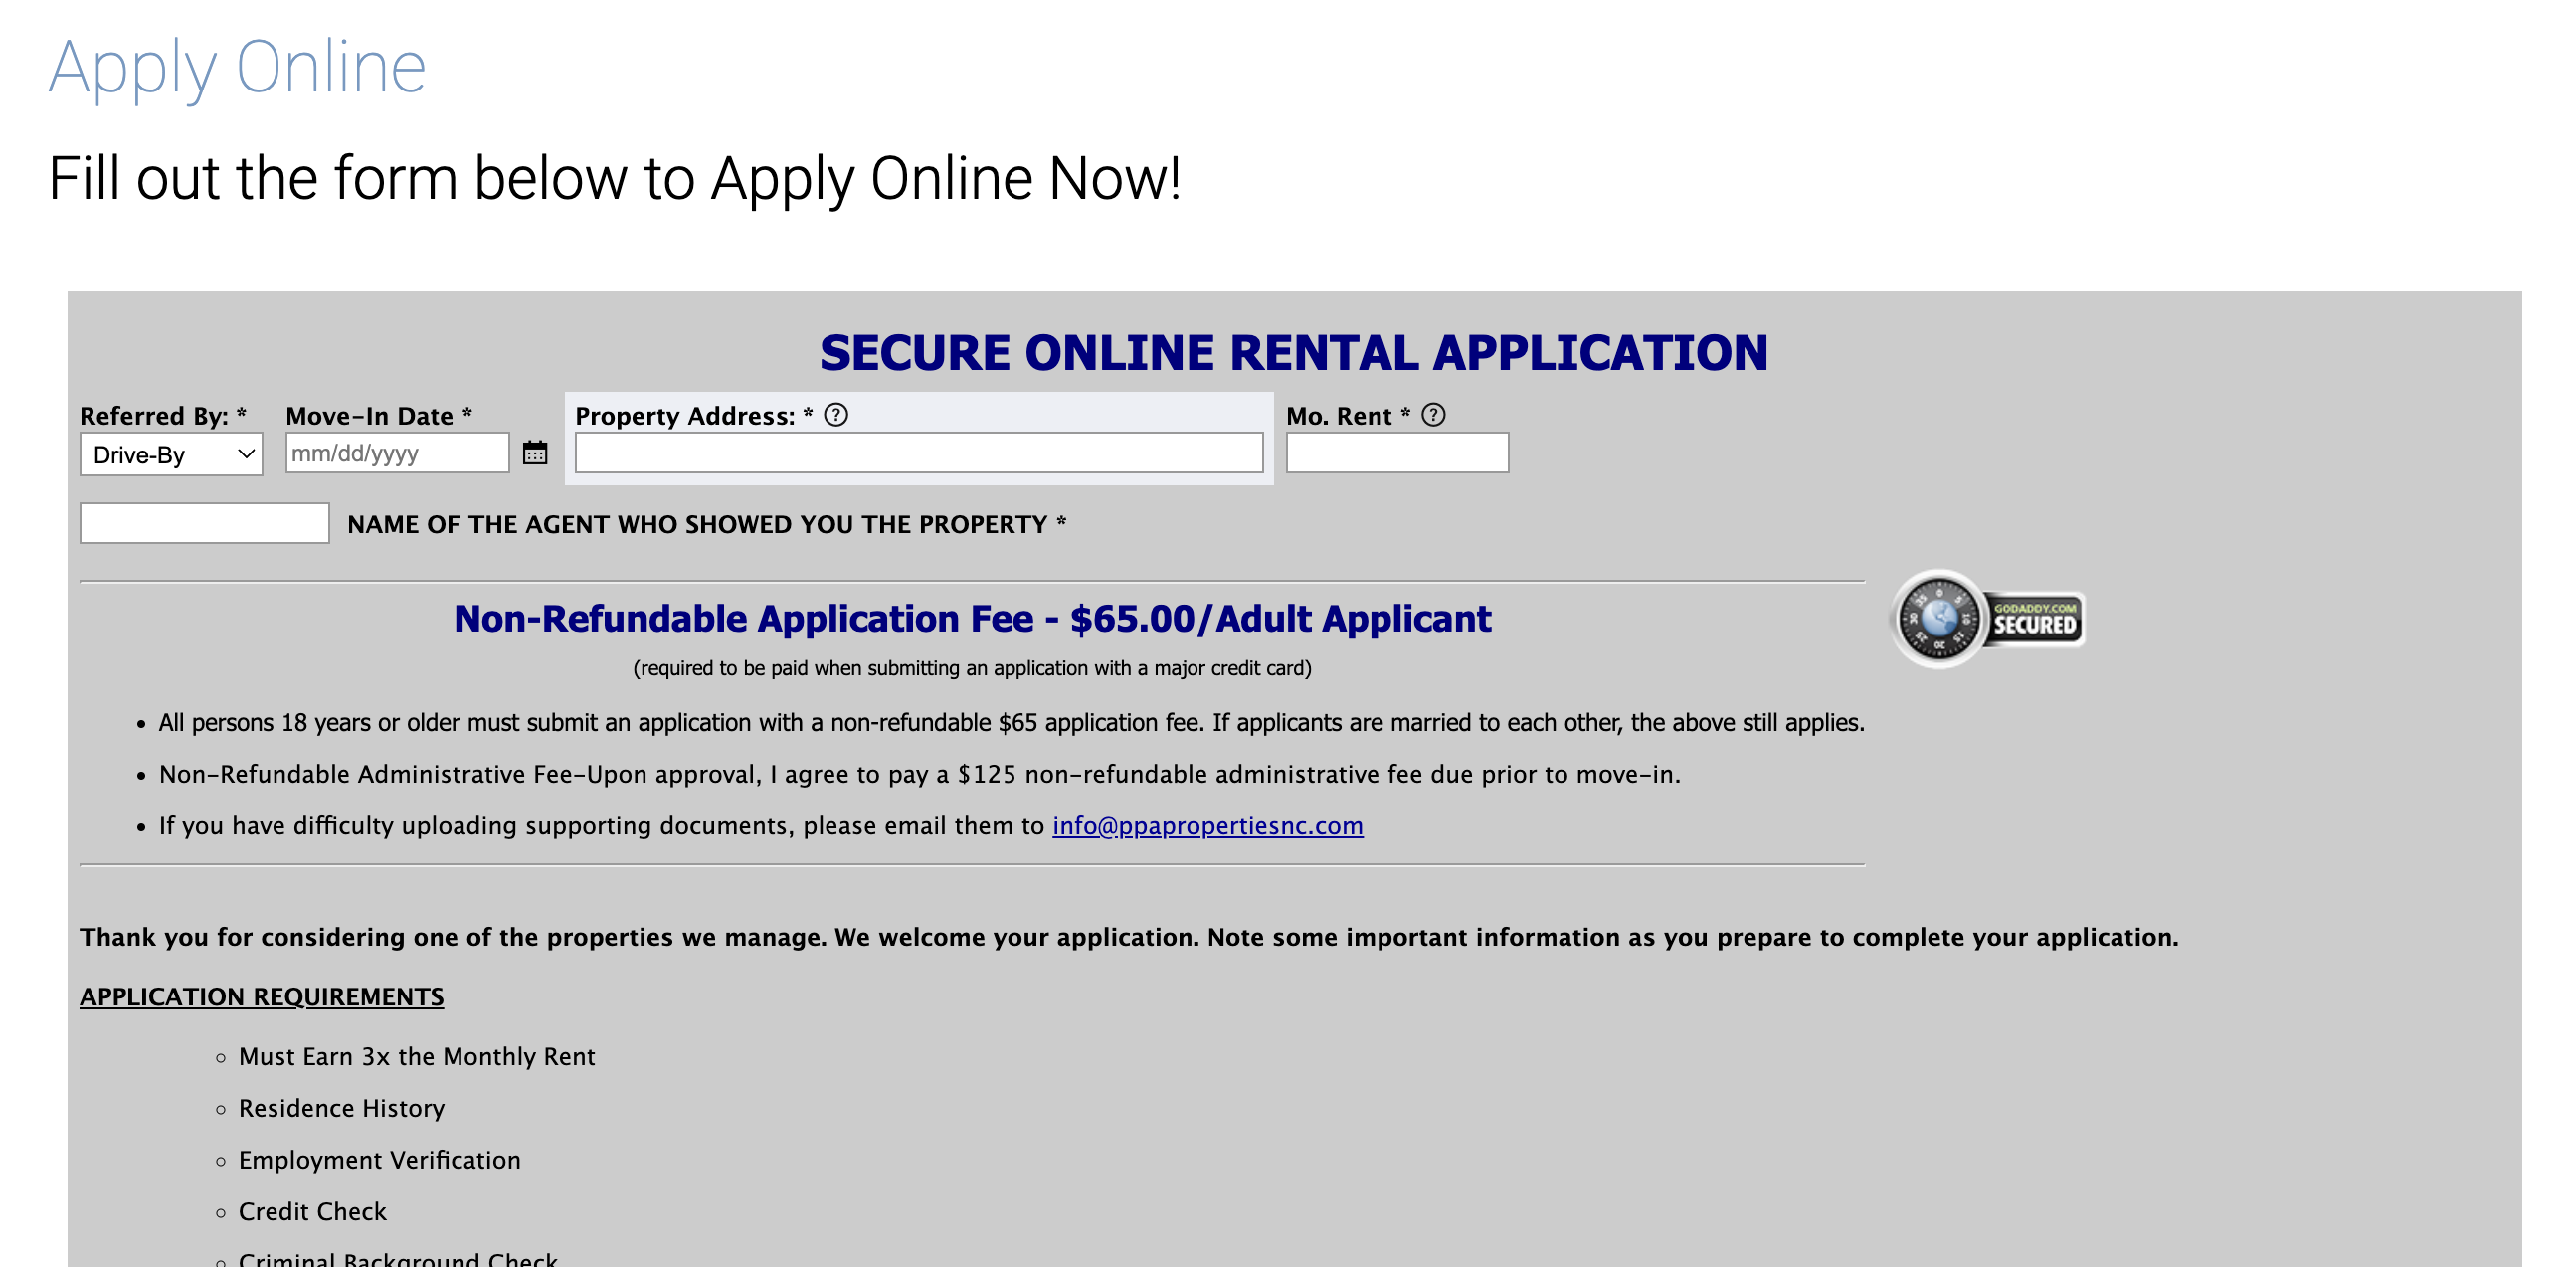 Apply Online
Fill out the form below to Apply Online Now!
SECURE ONLINE RENTAL APPLICATION
Referred By: * Move-In Date * Property Address: * ? Mo. Rent * ?
Drive-By mm/dd/yyyy
NAME OF THE AGENT WHO SHOWED YOU THE PROPERTY *
Non-Refundable Application Fee - $65.00/Adult Applicant
GODADDY.COM
SECURED
(required to be paid when submitting an application with a major credit card)
• All persons 18 years or older must submit an application with a non-refundable $65 application fee. If applicants are married to each other, the above still applies.
• Non-Refundable Administrative Fee-Upon approval, I agree to pay a $125 non-refundable administrative fee due prior to move-in.
• If you have difficulty uploading supporting documents, please email them to info@ppapropertiesnc.com
Thank you for considering one of the properties we manage. We welcome your application. Note some important information as you prepare to complete your application.
APPLICATION REQUIREMENTS
◦ Must Earn 3x the Monthly Rent
◦ Residence History
◦ Employment Verification
◦ Credit Check
◦ Criminal Background Check